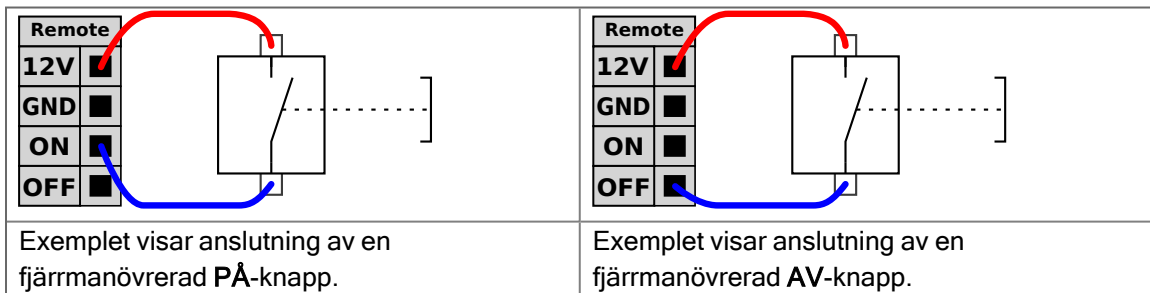 Remote
12V
GND
ON
OFF
Exemplet visar anslutning av en
fjärrmanövrerad PÅ-knapp.
Remote
12V
GND
ON
OFF
Exemplet visar anslutning av en
fjärrmanövrerad AV-knapp.